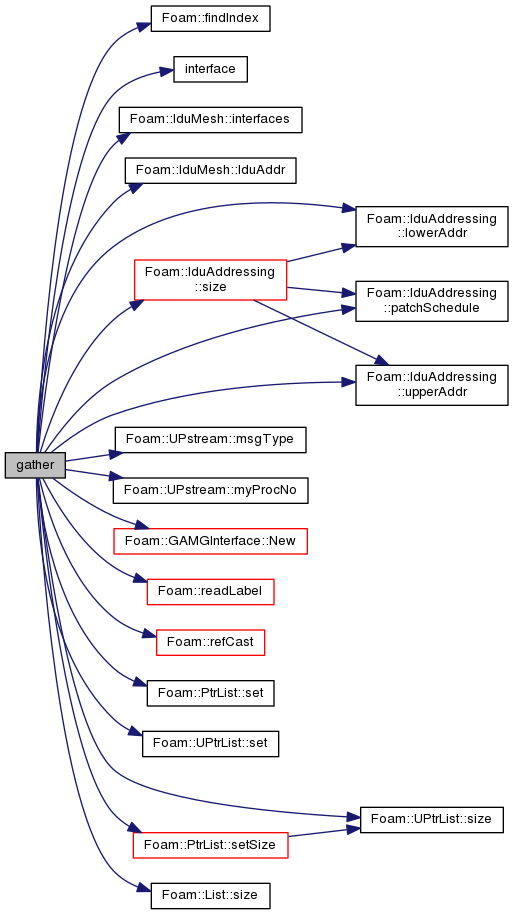 Foam::findIndex
interface
Foam::lduMesh::interfaces
Foam::lduMesh::lduAddr
Foam::lduAddressing
::lowerAddr
Foam::lduAddressing
::size
Foam::lduAddressing
::patchSchedule
Foam::lduAddressing
::upperAddr
Foam::UPstream::msgType
gather
Foam::UPstream::myProcNo
Foam::GAMGInterface::New
Foam::readLabel
Foam::refCast
Foam::PtrList::set
Foam::UPtrList::set
Foam::UPtrList::size
Foam::PtrList::setSize
Foam::List::size